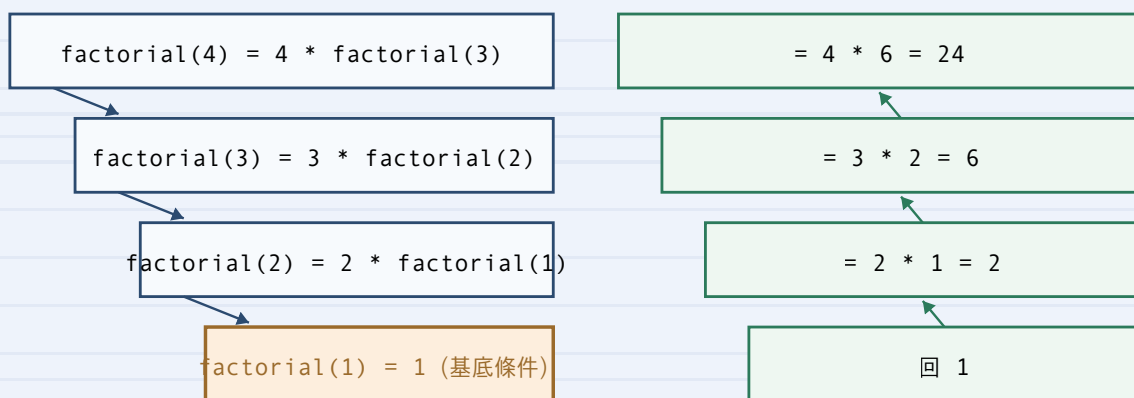 factorial(4) = 4 * factorial(3)
= 4 * 6 = 24
factorial(3) = 3 * factorial(2)
= 3 * 2 = 6
factorial(2) = 2 * factorial(1)
= 2 * 1 = 2
factorial(1) = 1 (基底條件)
回 1